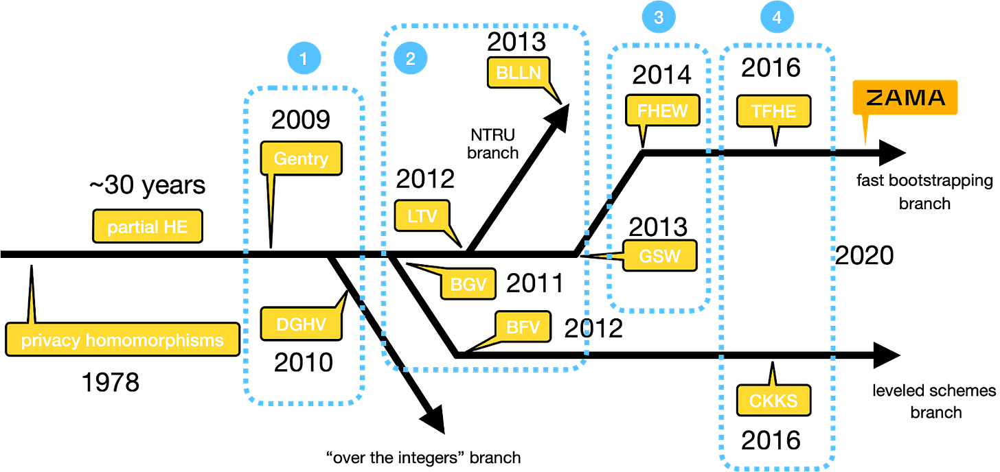 1
2
3
4
2009
Gentry
~30 years
partial HE
privacy homomorphisms
1978
DGHV
2010
“over the integers” branch
2013
BLLN
NTRU
branch
2012
LTV
BGV
2011
BFV
2012
2014
FHEW
2013
GSW
2016
TFHE
ZAMA
fast bootstrapping
branch
2020
CKKS
2016
leveled schemes
branch